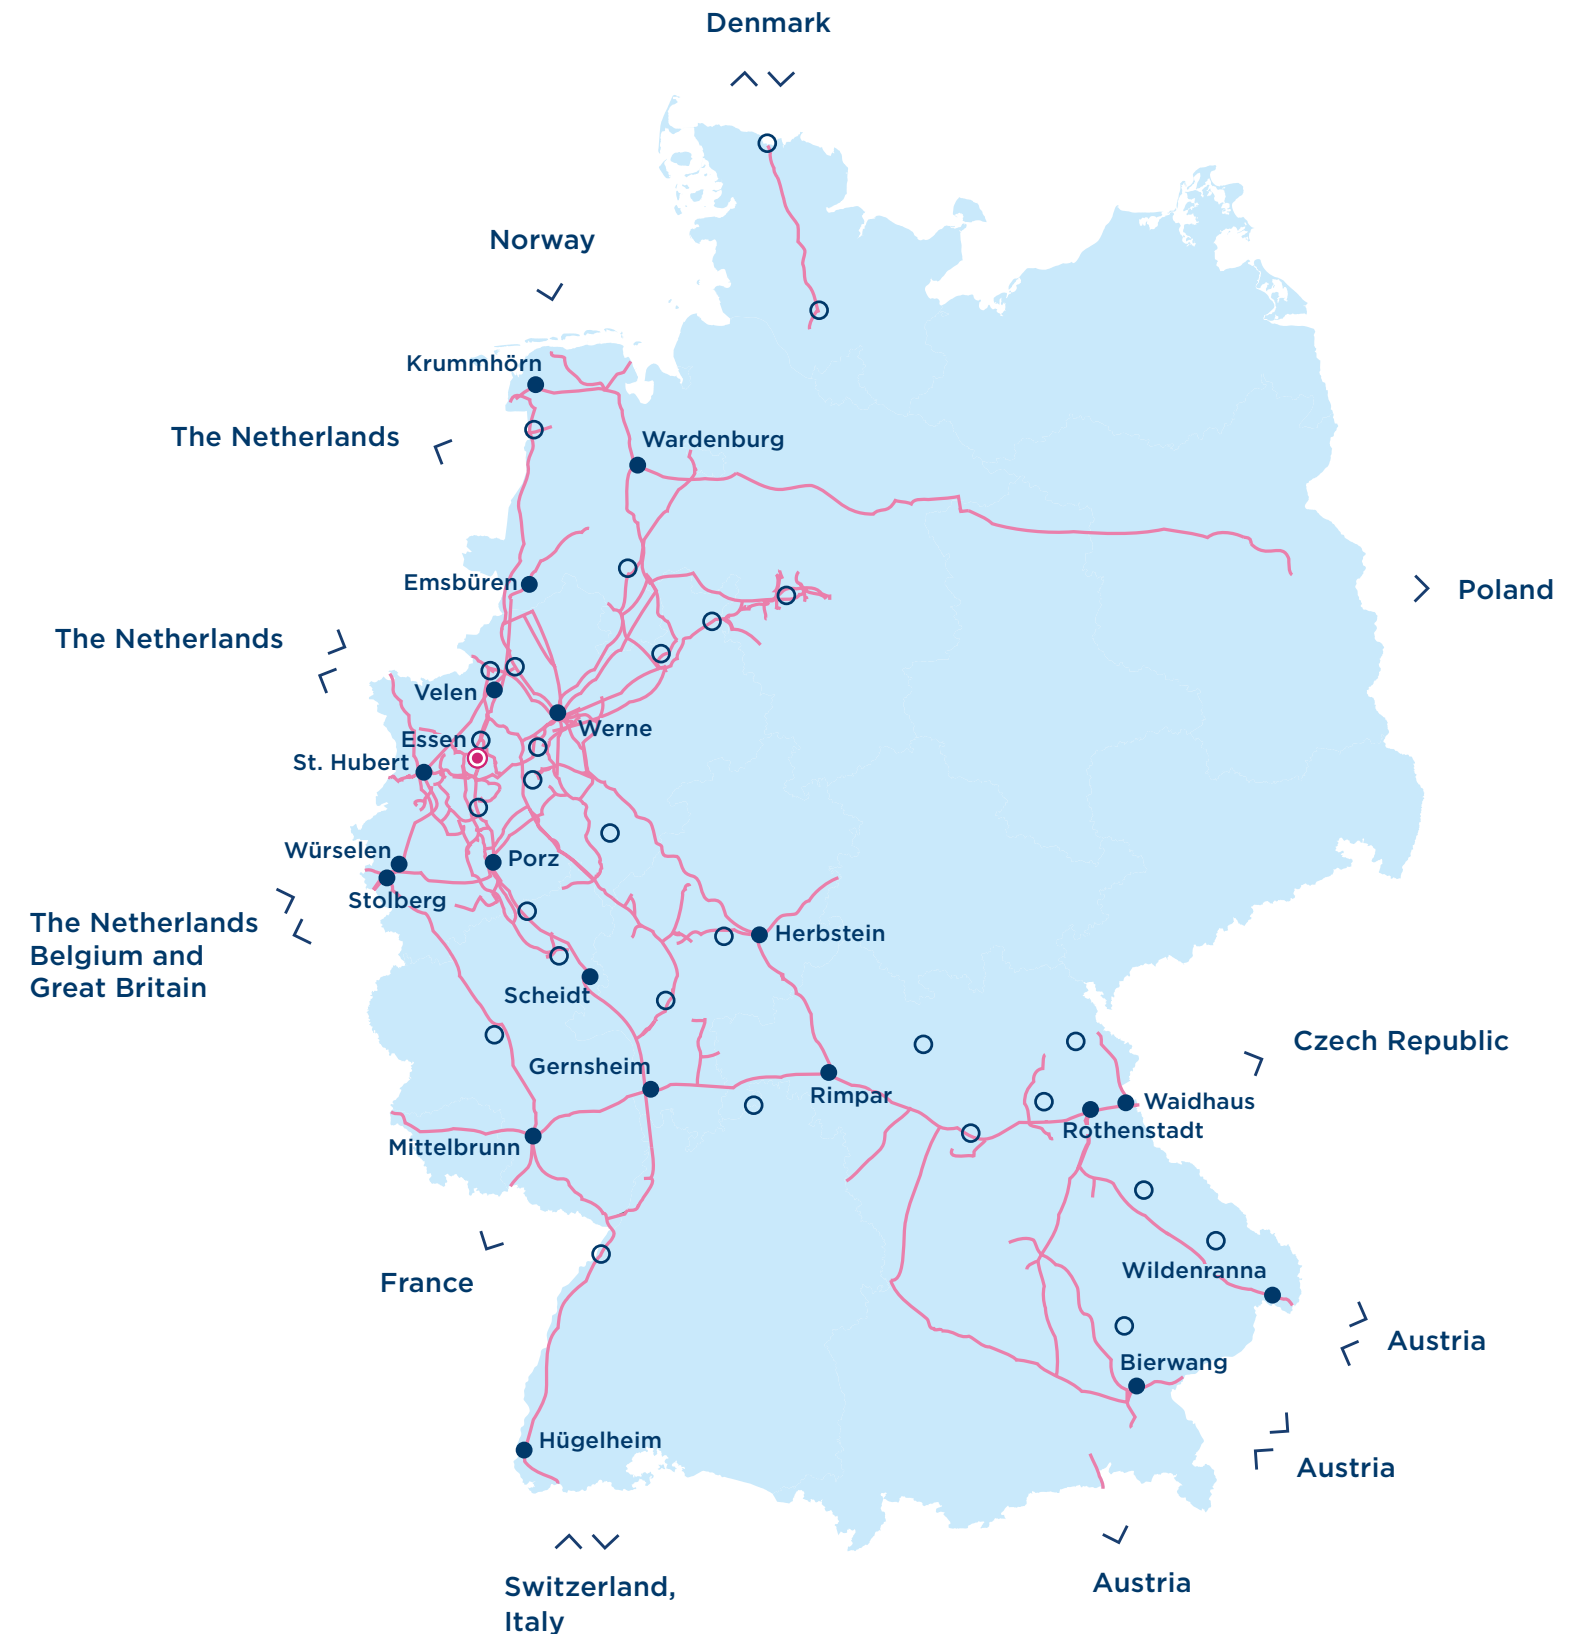 Denmark
Norway
Krummhörn
The Netherlands
Wardenburg
Emsbüren
Poland
The Netherlands
Velen
Werne
Essen
St. Hubert
Würselen
Porz
Stolberg
The Netherlands
Belgium and
Great Britain
Herbstein
Scheidt
Czech Republic
Gernsheim
Rimpar
Waidhaus
Rothenstadt
Mittelbrunn
France
Wildenranna
Austria
Bierwang
Hügelheim
Austria
Austria
Switzerland,
Italy